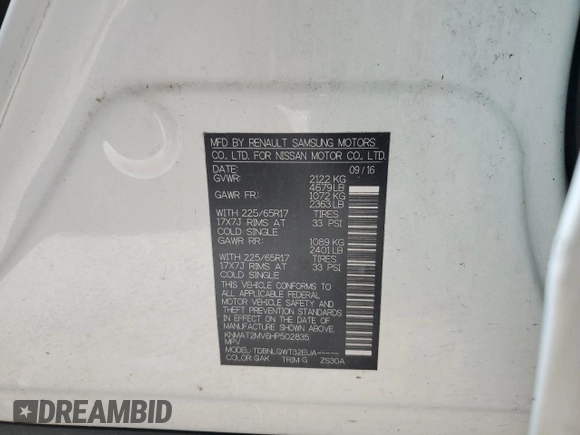 MFD BY RENAULT SAMSUNG MOTORS
CO., LTD. FOR NISSAN MOTOR CO., LTD.
DATE: 09/16
GVWR: 2122 KG
4679 LB
GAWR FR: 1072 KG
2363 LB
WITH 225/65R17 TIRES
17X7J RIMS AT 33 PSI
COLD SINGLE
GAWR RR: 1089 KG
2401 LB
WITH 225/65R17 TIRES
17X7J RIMS AT 33 PSI
COLD SINGLE
THIS VEHICLE CONFORMS TO
ALL APPLICABLE FEDERAL
MOTOR VEHICLE SAFETY AND
THEFT PREVENTION STANDARDS
IN EFFECT ON THE DATE OF
MANUFACTURE SHOWN ABOVE.
KNMAT2MV6HP502835
MPV
MODEL: TDBNLQWT32EUA
COLOR QAK TRIM G ZS30A
DREAMBID